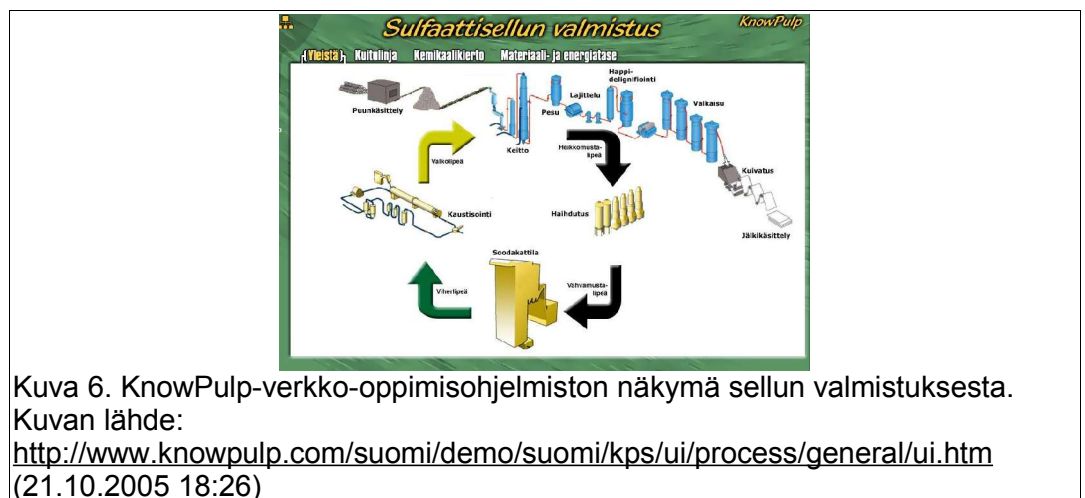 Sulfaattisellun valmistus
KnowPulp
{Yleistä} Kuitulinja Kemikaalikierto Materiaali- ja energiatase
Puunkäsittely
Keitto
Pesu
Lajittelu
Happi-
delignifiointi
Valkaisu
Kuivatus
Jälkikäsittely
Valkolipeä
Heikkomusta-
lipeä
Kaustisointi
Haihdutus
Soodakattila
Viherlipeä
Vahvamusta-
lipeä
Kuva 6. KnowPulp-verkko-oppimisohjelmiston näkymä sellun valmistuksesta.
Kuvan lähde:
http://www.knowpulp.com/suomi/demo/suomi/kps/ui/process/general/ui.htm
(21.10.2005 18:26)